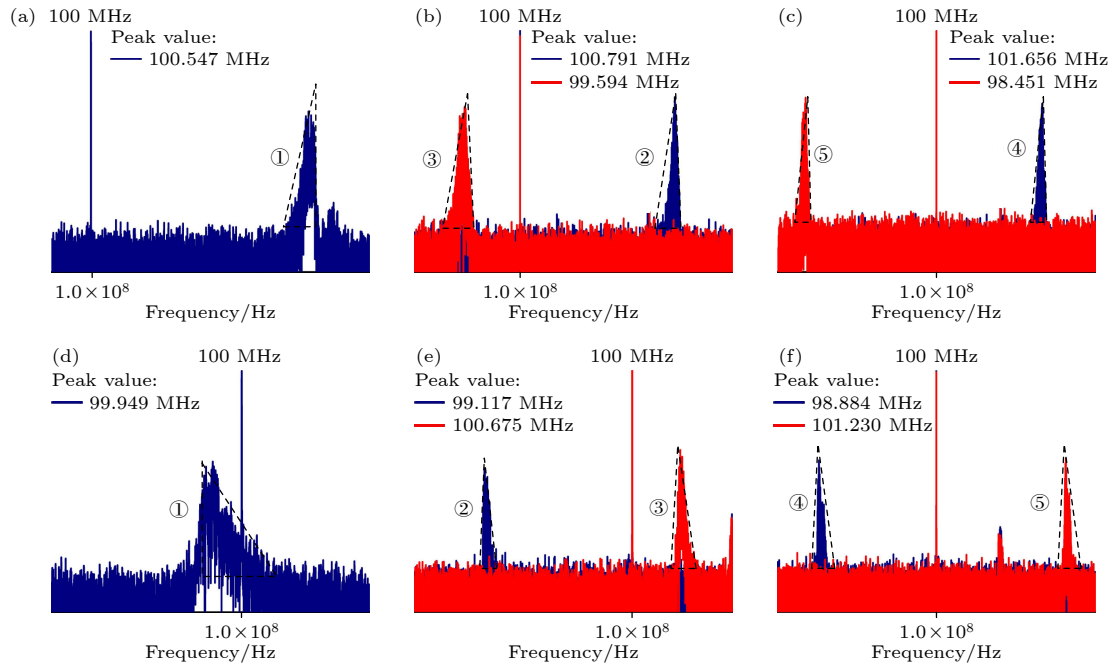 (a)
100 MHz
Peak value:
100.547 MHz
①
1.0×10⁸
Frequency/Hz
(b)
100 MHz
Peak value:
100.791 MHz
99.594 MHz
③
②
1.0×10⁸
Frequency/Hz
(c)
100 MHz
Peak value:
101.656 MHz
98.451 MHz
⑤
④
1.0×10⁸
Frequency/Hz
(d)
100 MHz
Peak value:
99.949 MHz
①
1.0×10⁸
Frequency/Hz
(e)
100 MHz
Peak value:
99.117 MHz
100.675 MHz
②
③
1.0×10⁸
Frequency/Hz
(f)
100 MHz
Peak value:
98.884 MHz
101.230 MHz
④
⑤
1.0×10⁸
Frequency/Hz